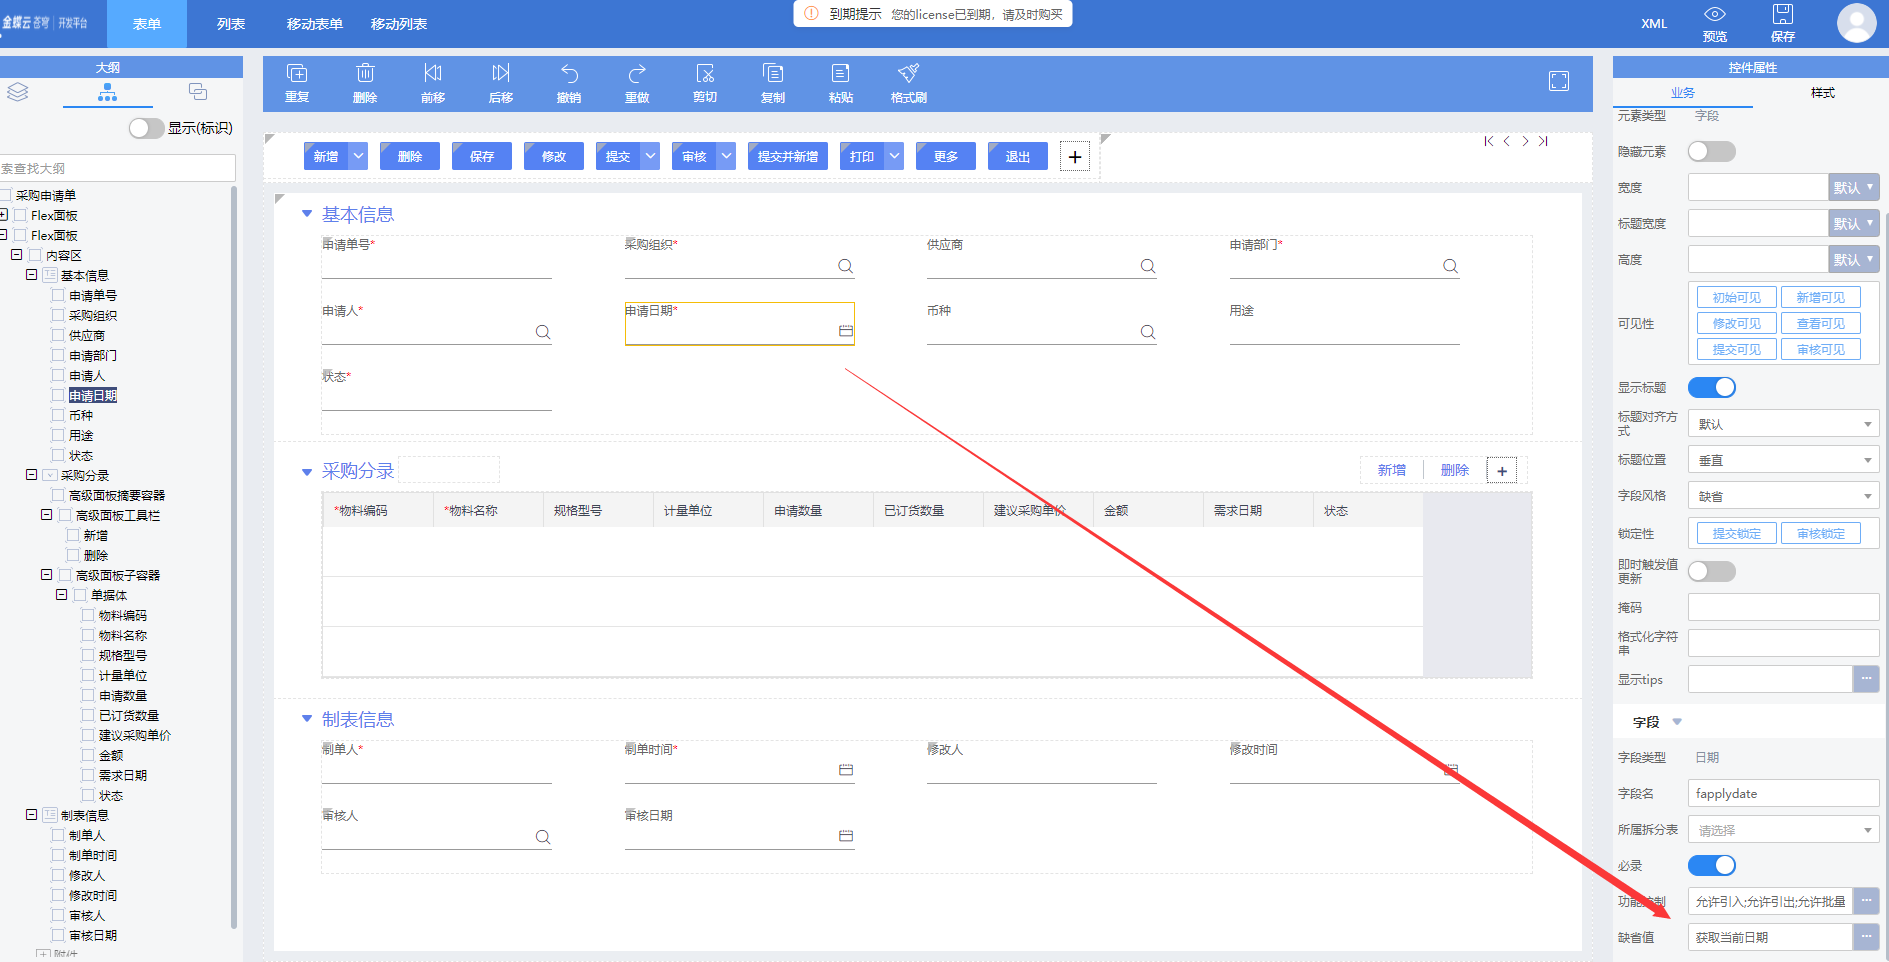 金蝶云 苍穹 | 开发平台
表单
列表
移动表单
移动列表
到期提示 您的license已到期，请及时购买
XML
预览
保存
大纲
显示(标识)
索查找大纲
采购申请单
Flex面板
Flex面板
内容区
基本信息
申请单号
采购组织
供应商
申请部门
申请人
申请日期
币种
用途
状态
采购分录
高级面板摘要容器
高级面板工具栏
新增
删除
高级面板子容器
单据体
物料编码
物料名称
规格型号
计量单位
申请数量
已订货数量
建议采购单价
金额
需求日期
状态
制表信息
制单人
制单时间
修改人
修改时间
审核人
审核日期
附件
重复 删除 前移 后移 撤销 重做 剪切 复制 粘贴 格式刷
新增 删除 保存 修改 提交 审核 提交并新增 打印 更多 退出 +
基本信息
申请单号* 采购组织* 供应商 申请部门*
申请人* 申请日期* 币种 用途
状态*
采购分录
新增 删除 +
*物料编码 *物料名称 规格型号 计量单位 申请数量 已订货数量 建议采购单价 金额 需求日期 状态
制表信息
制单人* 制单时间* 修改人 修改时间
审核人 审核日期
控件属性
业务 样式
元素类型 字段
隐藏元素
宽度 默认
标题宽度 默认
高度 默认
可见性
初始可见 新增可见
修改可见 查看可见
提交可见 审核可见
显示标题
标题对齐方式 默认
标题位置 垂直
字段风格 缺省
锁定性 提交锁定 审核锁定
即时触发值更新
掩码
格式化字符串
显示tips ...
字段
字段类型 日期
字段名 fapplydate
所属拆分表 请选择
必录
功能控制 允许引入;允许引出;允许批量 ...
缺省值 获取当前日期 ...